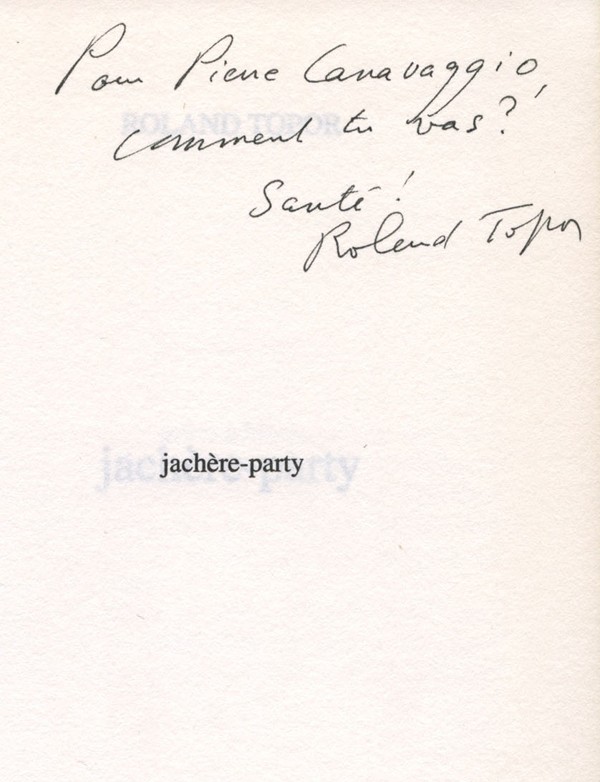 Pour Pierre Canavaggio,
comment tu vas?
Santé!
Roland Topor
ROLAND TOPOR
jachère-party
jachère-party